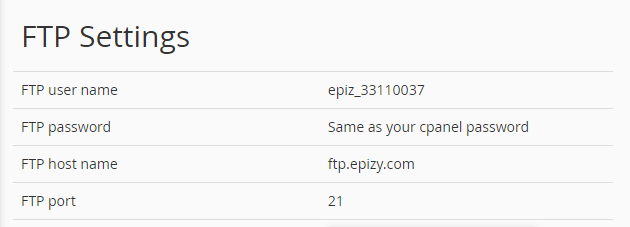 FTP Settings
FTP user name epiz_33110037
FTP password Same as your cpanel password
FTP host name ftp.epizy.com
FTP port 21